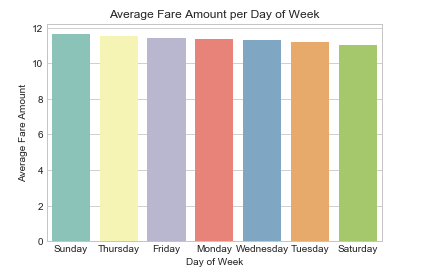 Average Fare Amount per Day of Week
Average Fare Amount
12
10
8
6
4
2
0
Sunday Thursday Friday Monday Wednesday Tuesday Saturday
Day of Week